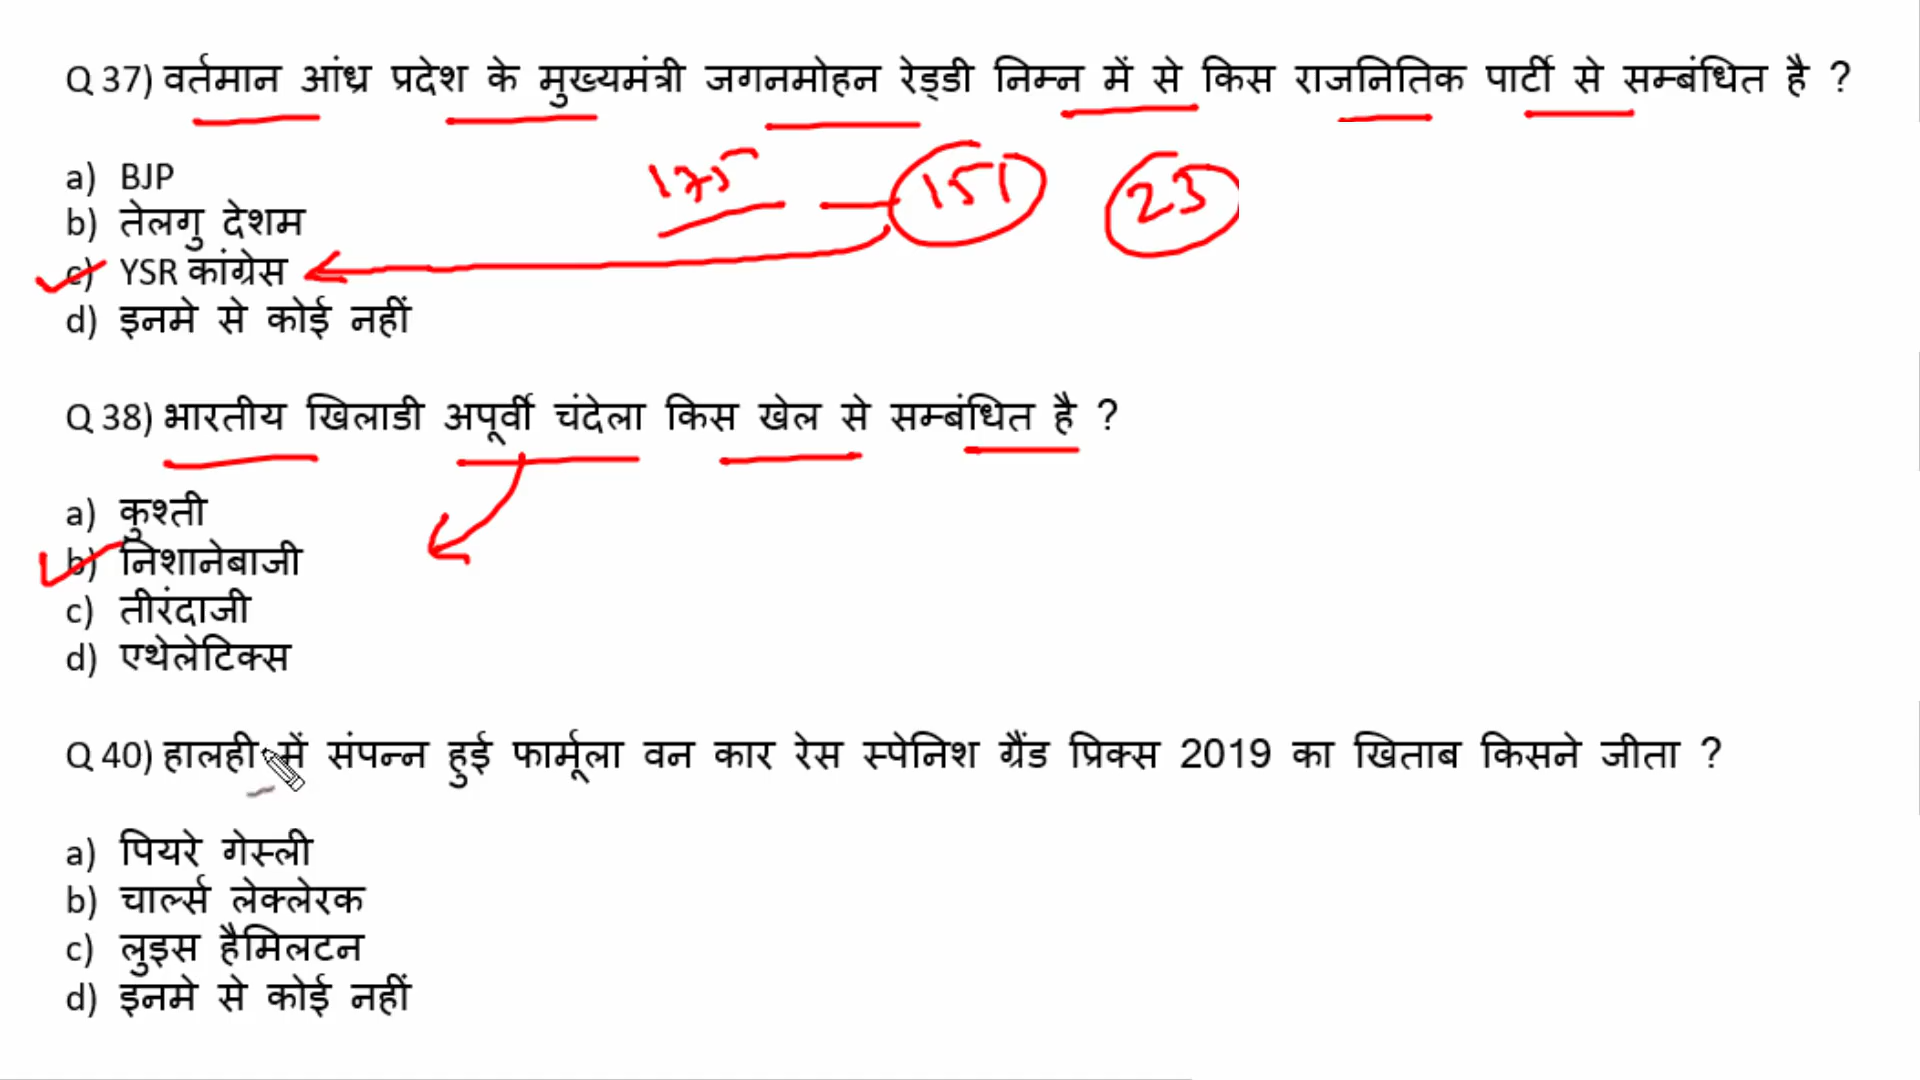 Q 37) वर्तमान आंध्र प्रदेश के मुख्यमंत्री जगनमोहन रेड्डी निम्न में से किस राजनितिक पार्टी से सम्बंधित है ?
175 151 23
a) BJP
b) तेलगु देशम
c) YSR कांग्रेस
d) इनमे से कोई नहीं
Q 38) भारतीय खिलाडी अपूर्वी चंदेला किस खेल से सम्बंधित है ?
a) कुश्ती
b) निशानेबाजी
c) तीरंदाजी
d) एथेलेटिक्स
Q 40) हालही में संपन्न हुई फार्मूला वन कार रेस स्पेनिश ग्रैंड प्रिक्स 2019 का खिताब किसने जीता ?
a) पियरे गेस्ली
b) चार्ल्स लेक्लेरक
c) लुइस हैमिलटन
d) इनमे से कोई नहीं